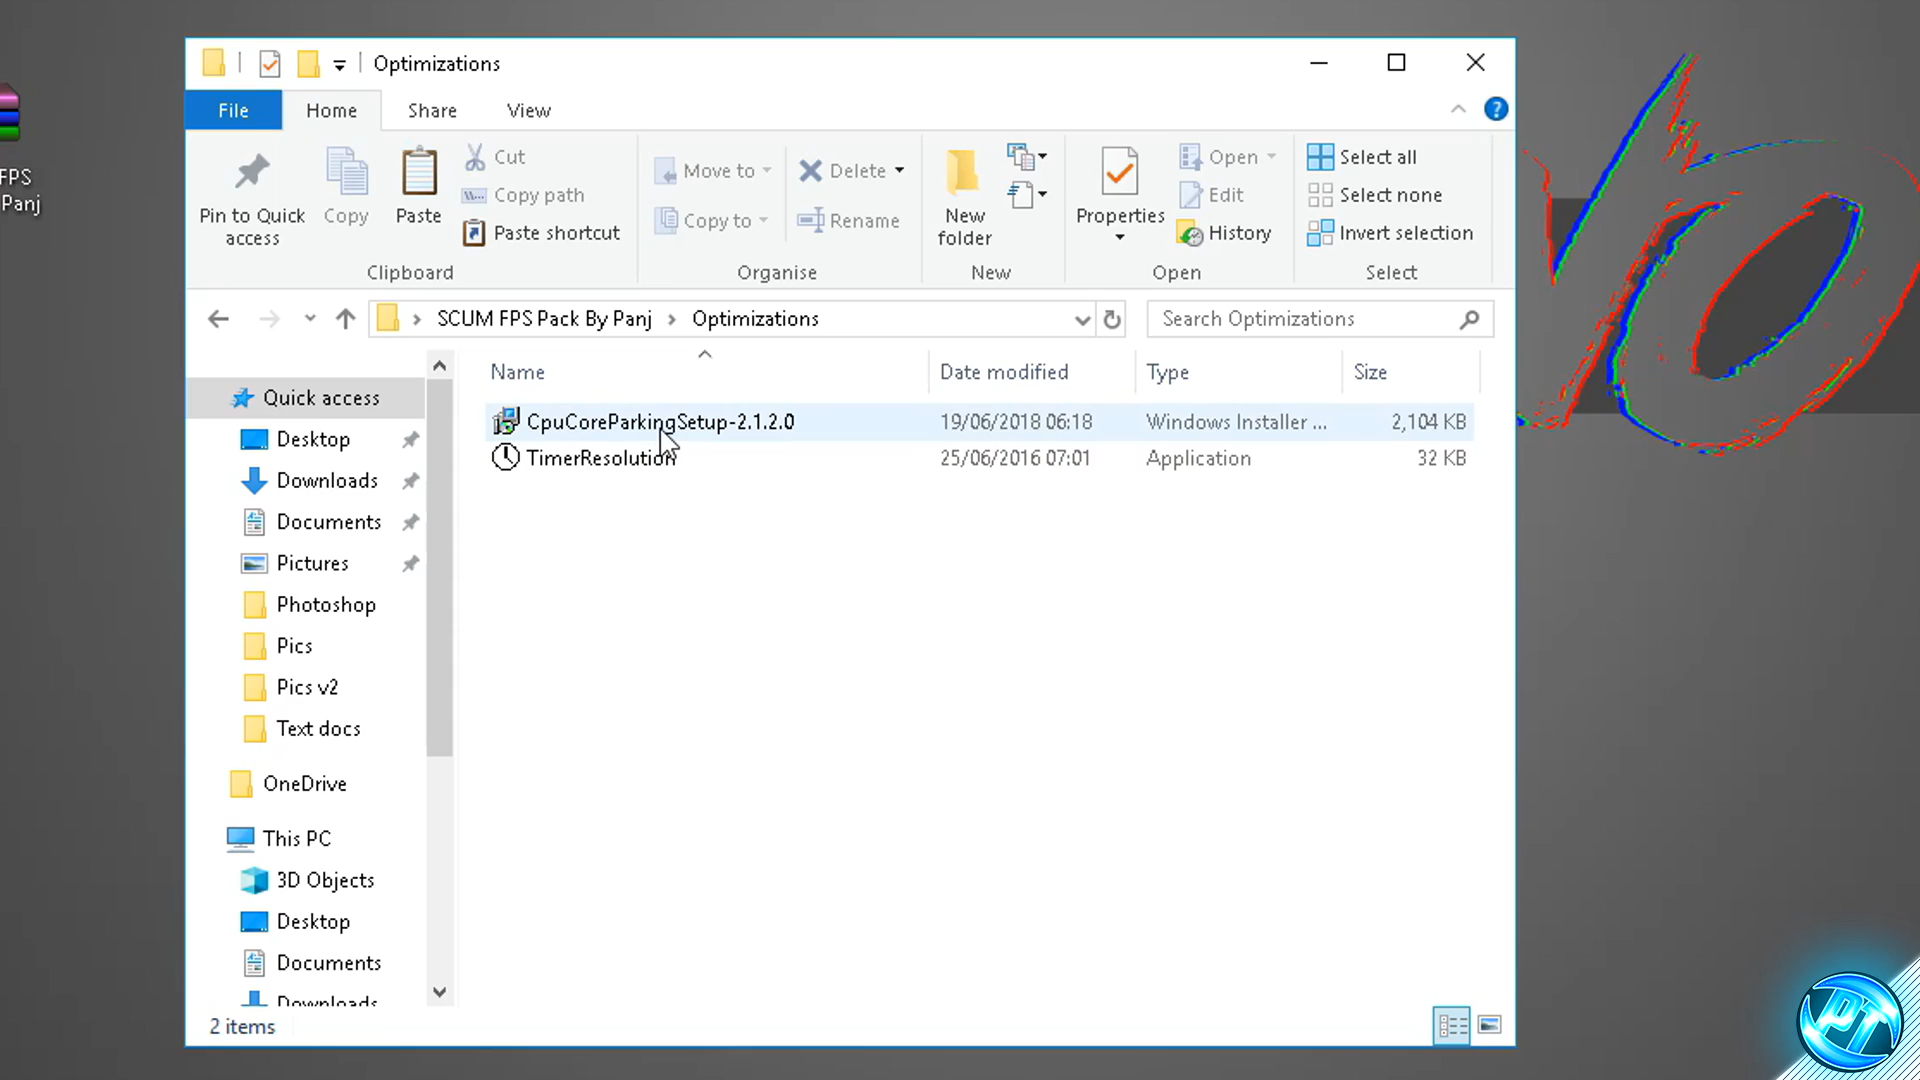 FPS
Panj
Optimizations
File Home Share View
Pin to Quick access
Copy
Paste
Cut
Copy path
Paste shortcut
Clipboard
Move to
Copy to
Delete
Rename
Organise
New folder
New
Properties
Open
Edit
History
Open
Select all
Select none
Invert selection
Select
SCUM FPS Pack By Panj > Optimizations
Search Optimizations
Name Date modified Type Size
CpuCoreParkingSetup-2.1.2.0 19/06/2018 06:18 Windows Installer ... 2,104 KB
TimerResolution 25/06/2016 07:01 Application 32 KB
Quick access
Desktop
Downloads
Documents
Pictures
Photoshop
Pics
Pics v2
Text docs
OneDrive
This PC
3D Objects
Desktop
Documents
Downloads
2 items
PT